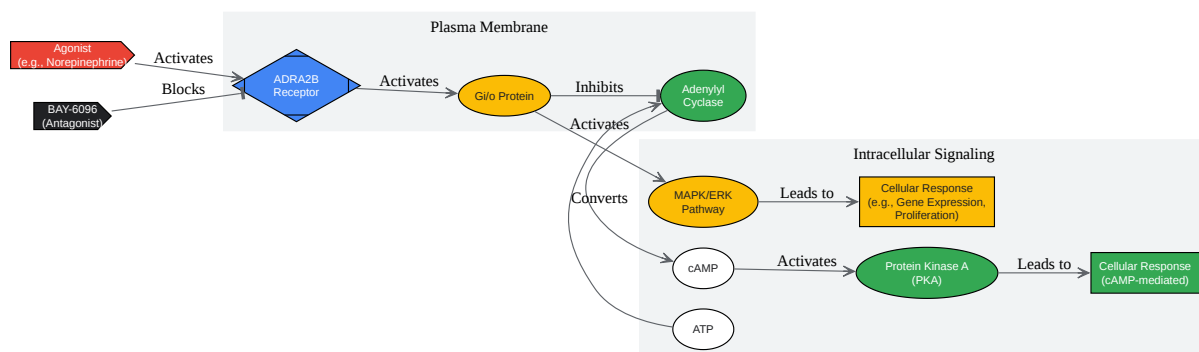 Plasma Membrane
Agonist
(e.g., Norepinephrine)
Activates
Blocks
BAY-6096
(Antagonist)
ADRA2B
Receptor
Activates
Gi/o Protein
Inhibits
Adenylyl
Cyclase
Activates
Intracellular Signaling
Converts
MAPK/ERK
Pathway
Leads to
Cellular Response
(e.g., Gene Expression,
Proliferation)
cAMP
Activates
Protein Kinase A
(PKA)
Leads to
Cellular Response
(cAMP-mediated)
ATP